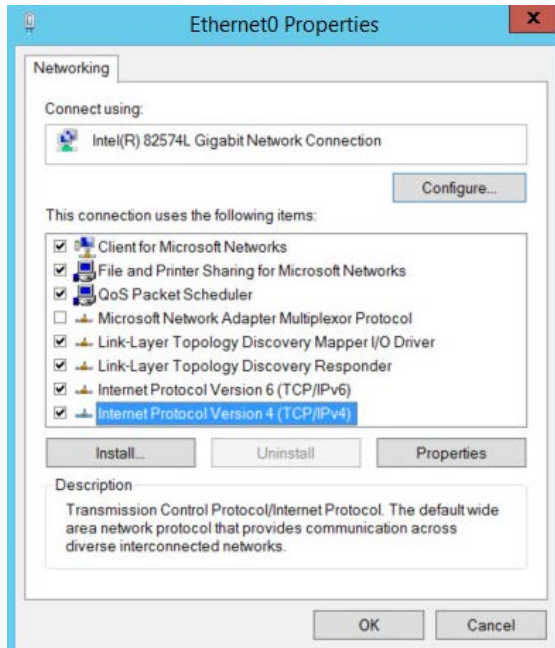 Ethernet0 Properties
x
Networking
Connect using:
Intel(R) 82574L Gigabit Network Connection
Configure...
This connection uses the following items:
Client for Microsoft Networks
File and Printer Sharing for Microsoft Networks
QoS Packet Scheduler
Microsoft Network Adapter Multiplexor Protocol
Link-Layer Topology Discovery Mapper I/O Driver
Link-Layer Topology Discovery Responder
Internet Protocol Version 6 (TCP/IPv6)
Internet Protocol Version 4 (TCP/IPv4)
Install... Uninstall Properties
Description
Transmission Control Protocol/Internet Protocol. The default wide
area network protocol that provides communication across
diverse interconnected networks.
OK Cancel